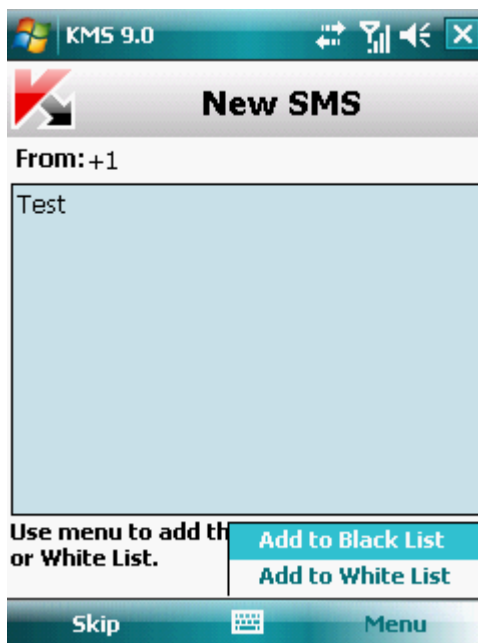 KMS 9.0
New SMS
From: +1
Test
Use menu to add th
or White List.
Add to Black List
Add to White List
Skip
Menu